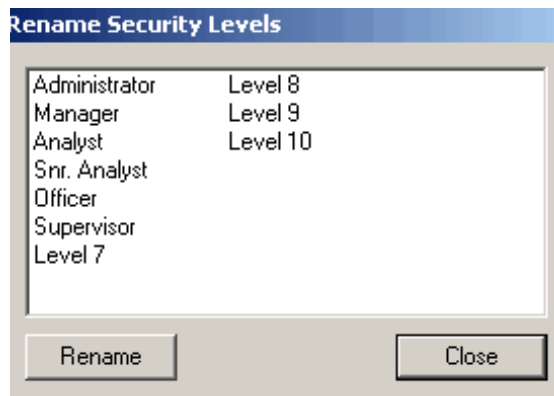 Rename Security Levels
Administrator
Manager
Analyst
Snr. Analyst
Officer
Supervisor
Level 7
Level 8
Level 9
Level 10
Rename
Close